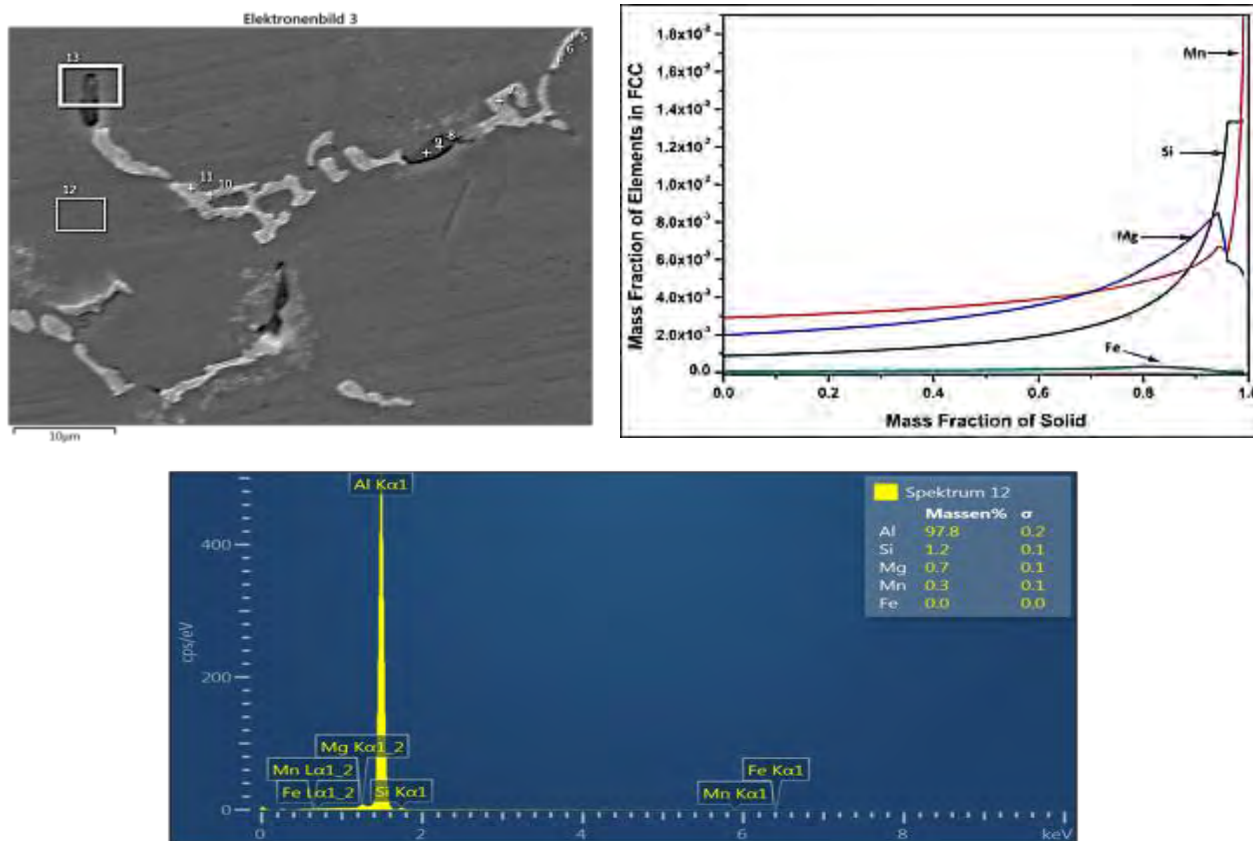 Elektronenbild 3
13
5
6
8
9
11
10
12
10µm
Mass Fraction of Elements in FCC
1.8x10⁻²
1.6x10⁻²
1.4x10⁻²
1.2x10⁻²
1.0x10⁻²
8.0x10⁻³
6.0x10⁻³
4.0x10⁻³
2.0x10⁻³
0.0
Mn
Si
Mg
Fe
0.0 0.2 0.4 0.6 0.8 1.0
Mass Fraction of Solid
Al Kα1
Spektrum 12
Massen% σ
Al 97.8 0.2
Si 1.2 0.1
Mg 0.7 0.1
Mn 0.3 0.1
Fe 0.0 0.0
cps/eV
400
200
0
Mg Kα1_2
Mn Lα1_2
Fe Lα1_2
Si Kα1
Fe Kα1
Mn Kα1
0 2 4 6 8 keV